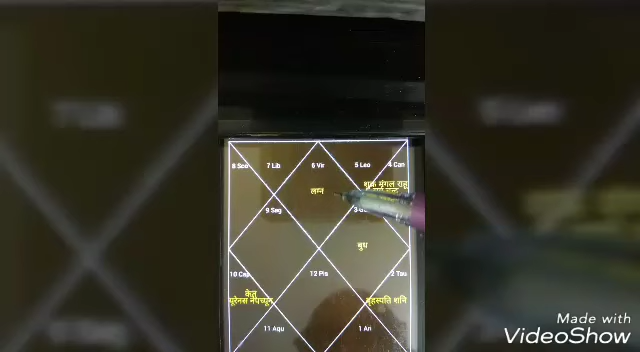 8 Sco 7 Lib 6 Vir 5 Leo 4 Can
लग्न
शुक्र मंगल राहु
9 Sag
बुध
10 Cap 12 Pis 2 Tau
केतु
यूरेनस नेपच्यून
बृहस्पति शनि
11 Aqu 1 Ari
Made with
VideoShow